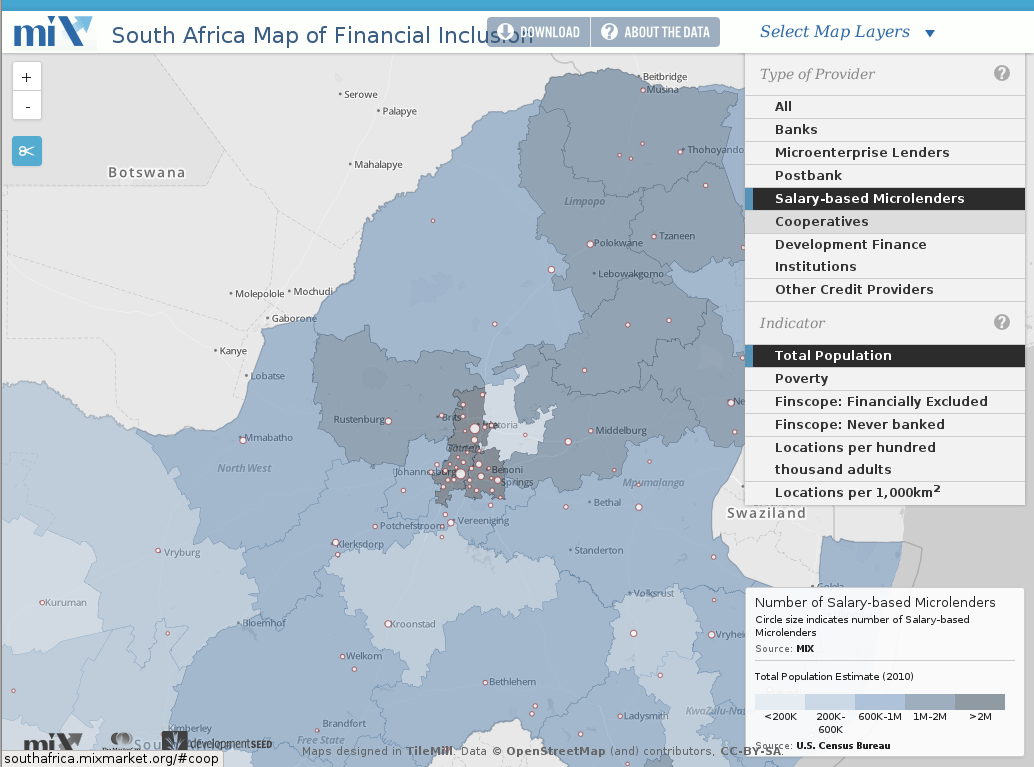 mix
South Africa Map of Financial Inclusion
DOWNLOAD
? ABOUT THE DATA
Select Map Layers ▼
+
-
Type of Provider ?
All
Banks
Microenterprise Lenders
Postbank
Salary-based Microlenders
Cooperatives
Development Finance
Institutions
Other Credit Providers
Indicator ?
Total Population
Poverty
Finscope: Financially Excluded
Finscope: Never banked
Locations per hundred
thousand adults
Locations per 1,000km²
Beitbridge
Musina
Serowe
Palapye
Thohoyandou
Mahalapye
Botswana
Limpopo
Tzaneen
Polokwane
Lebowakgomo
Molepolole
Mochudi
Gaborone
Kanye
Lobatse
Rustenburg
Brits
Pretoria
Middelburg
Mmabatho
North West
Johannesburg
Benoni
Springs
Mpumalanga
Bethal
Swaziland
Vereeniging
Potchefstroom
Klerksdorp
Vryburg
Standerton
Golela
Kuruman
Volksrust
Bloemhof
Kroonstad
Vryheid
Welkom
Bethlehem
Ladysmith
KwaZulu-Na
Brandfort
Kimberley
Free State
mix
South
DevelopmentSEED
Maps designed in TileMill. Data © OpenStreetMap (and) contributors, CC-BY-SA.
southafrica.mixmarket.org/#coop
Number of Salary-based Microlenders
Circle size indicates number of Salary-based
Microlenders
Source: MIX
Total Population Estimate (2010)
<200K 200K-600K 600K-1M 1M-2M >2M
Source: U.S. Census Bureau